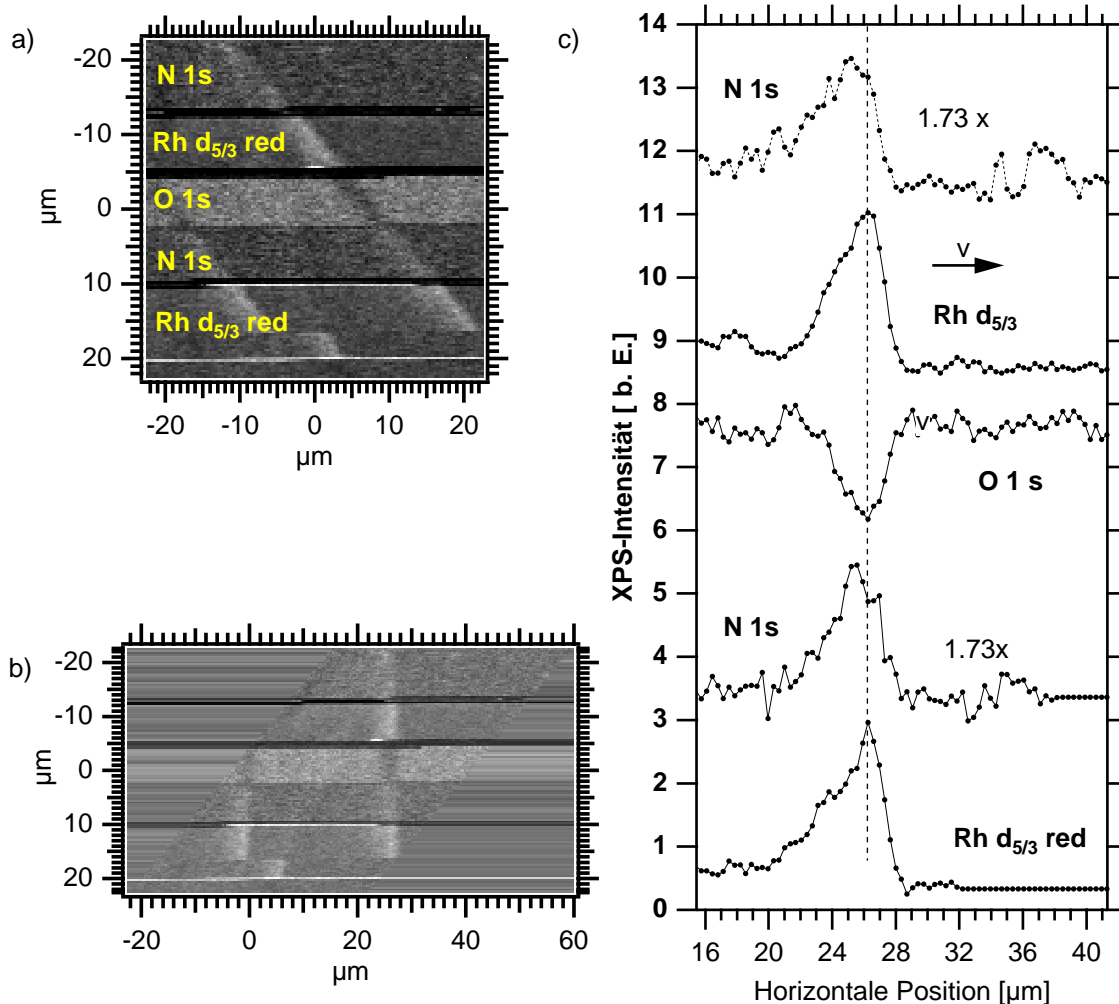 a)
-20
-10
0
10
20
µm
N 1s
Rh d5/3 red
O 1s
N 1s
Rh d5/3 red
-20 -10 0 10 20
µm
b)
-20
-10
0
10
20
µm
-20 0 20 40 60
µm
c)
XPS-Intensität [ b. E.]
14
13
12
11
10
9
8
7
6
5
4
3
2
1
0
N 1s
1.73 x
v
Rh d5/3
v
O 1 s
N 1s
1.73x
Rh d5/3 red
16 20 24 28 32 36 40
Horizontale Position [µm]